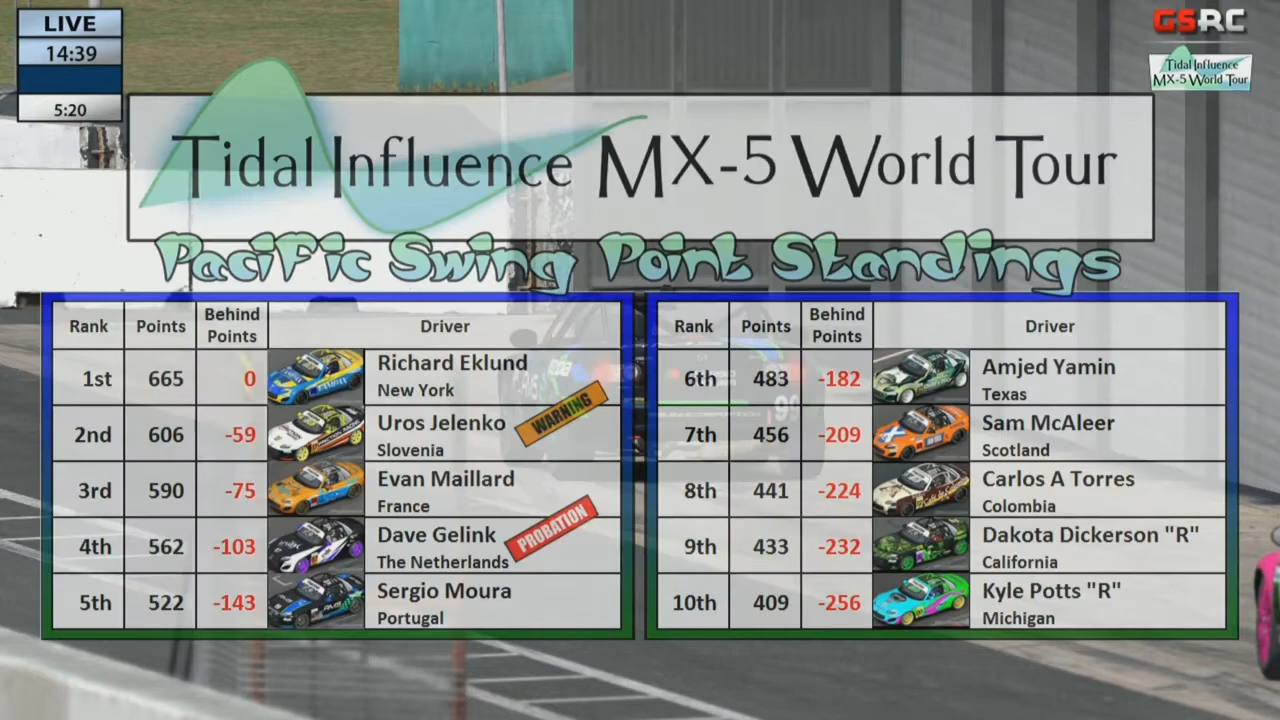 LIVE
14:39
5:20
GSRC
Tidal Influence
MX-5 World Tour
Tidal Influence MX-5 World Tour
Pacific Swing Point Standings
Rank Points Behind Points Driver
1st 665 0 Richard Eklund
New York
2nd 606 -59 Uros Jelenko
Slovenia
WARNING
3rd 590 -75 Evan Maillard
France
4th 562 -103 Dave Gelink
The Netherlands
PROBATION
5th 522 -143 Sergio Moura
Portugal
Rank Points Behind Points Driver
6th 483 -182 Amjed Yamin
Texas
7th 456 -209 Sam McAleer
Scotland
8th 441 -224 Carlos A Torres
Colombia
9th 433 -232 Dakota Dickerson "R"
California
10th 409 -256 Kyle Potts "R"
Michigan